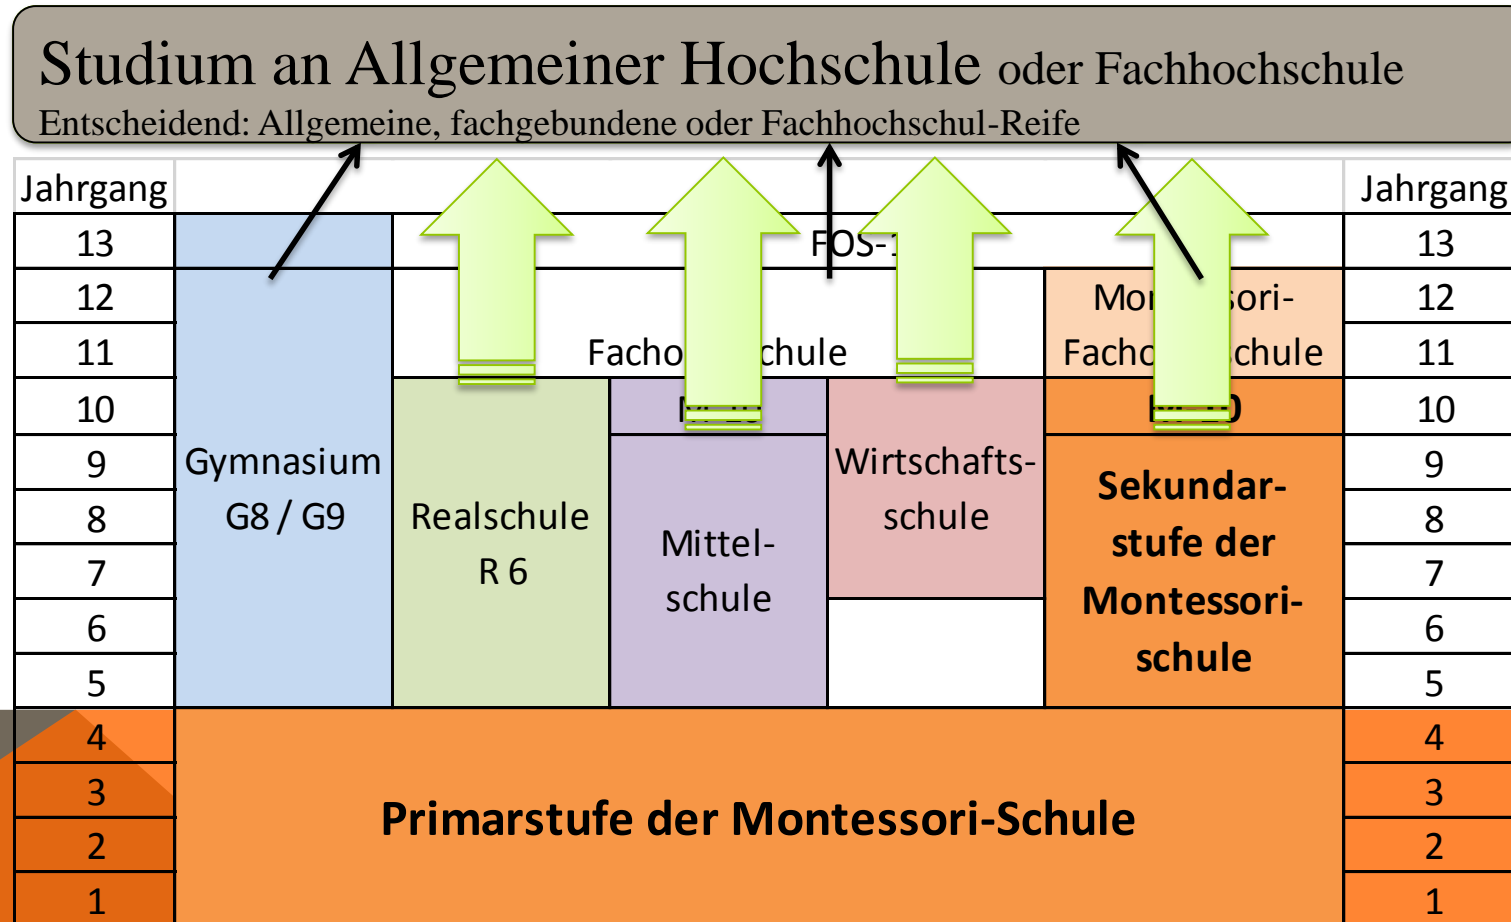 Studium an Allgemeiner Hochschule oder Fachhochschule
Entscheidend: Allgemeine, fachgebundene oder Fachhochschul-Reife
Jahrgang Jahrgang
13 13
12 12
11 11
10 10
9 Gymnasium Wirtschafts- 9
8 G8 / G9 Realschule schule Sekundar- 8
7 R 6 Mittel- stufe der 7
6 schule Montessori- 6
5 schule 5
4 4
3 3
Primarstufe der Montessori-Schule
2 2
1 1